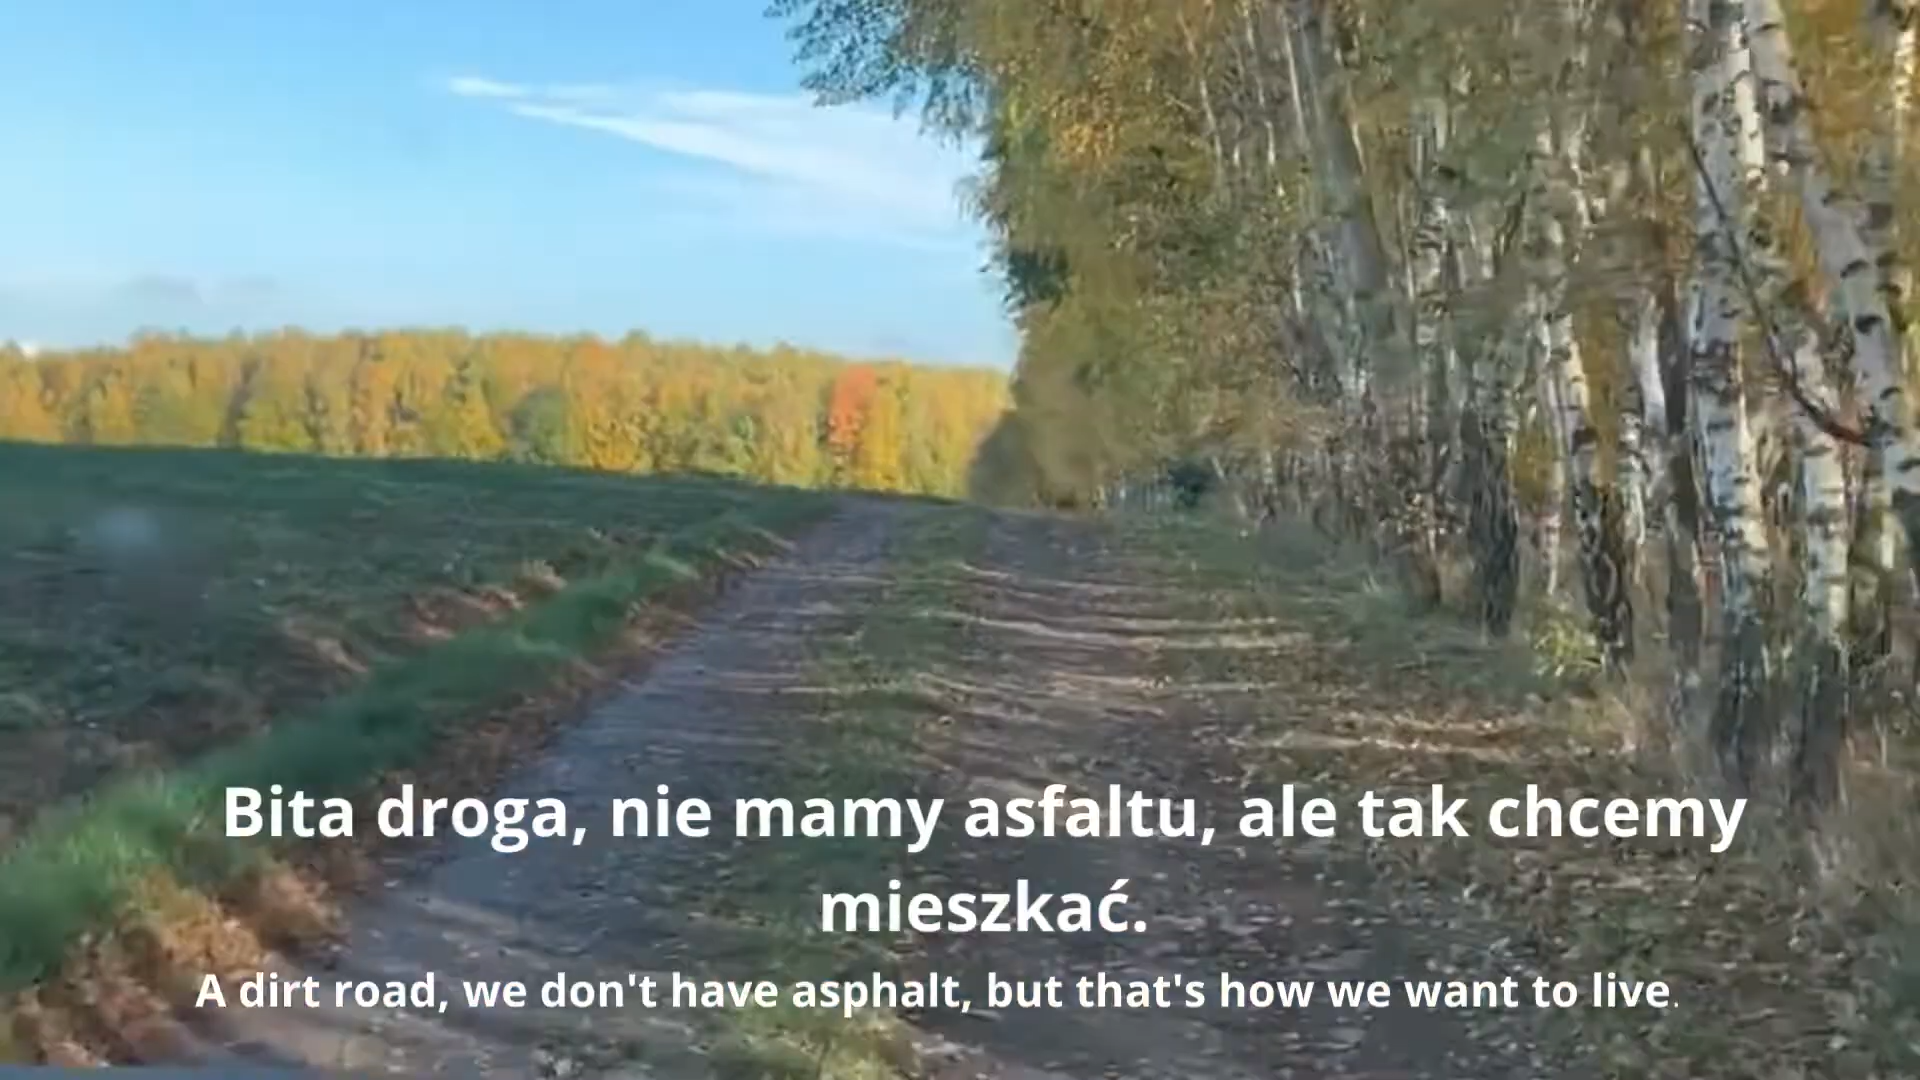 Bita droga, nie mamy asfaltu, ale tak chcemy
mieszkać.
A dirt road, we don't have asphalt, but that's how we want to live.